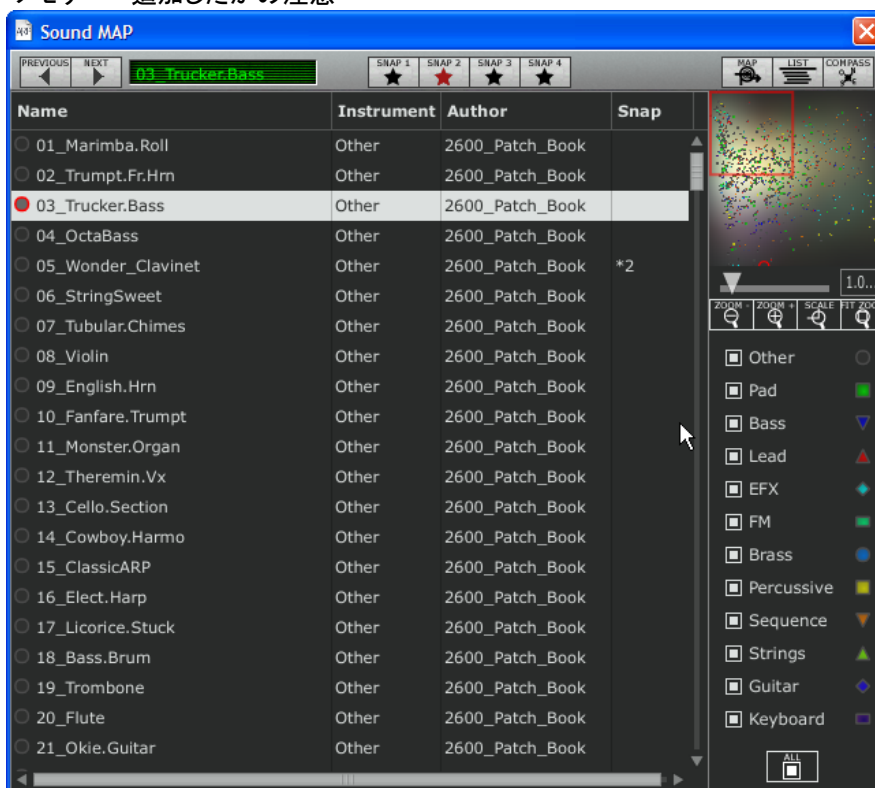 Sound MAP
PREVIOUS NEXT 03_Trucker.Bass SNAP 1 SNAP 2 SNAP 3 SNAP 4 MAP LIST COMPASS
Name Instrument Author Snap
01_Marimba.Roll Other 2600_Patch_Book
02_Trumpt.Fr.Hrn Other 2600_Patch_Book
03_Trucker.Bass Other 2600_Patch_Book
04_OctaBass Other 2600_Patch_Book
05_Wonder_Clavinet Other 2600_Patch_Book *2
06_StringSweet Other 2600_Patch_Book
07_Tubular.Chimes Other 2600_Patch_Book
08_Violin Other 2600_Patch_Book
09_English.Hrn Other 2600_Patch_Book
10_Fanfare.Trumpt Other 2600_Patch_Book
11_Monster.Organ Other 2600_Patch_Book
12_Theremin.Vx Other 2600_Patch_Book
13_Cello.Section Other 2600_Patch_Book
14_Cowboy.Harmo Other 2600_Patch_Book
15_ClassicARP Other 2600_Patch_Book
16_Elect.Harp Other 2600_Patch_Book
17_Licorice.Stuck Other 2600_Patch_Book
18_Bass.Brum Other 2600_Patch_Book
19_Trombone Other 2600_Patch_Book
20_Flute Other 2600_Patch_Book
21_Okie.Guitar Other 2600_Patch_Book
1.0...
ZOOM - ZOOM + SCALE FIT ZOO
Other
Pad
Bass
Lead
EFX
FM
Brass
Percussive
Sequence
Strings
Guitar
Keyboard
ALL